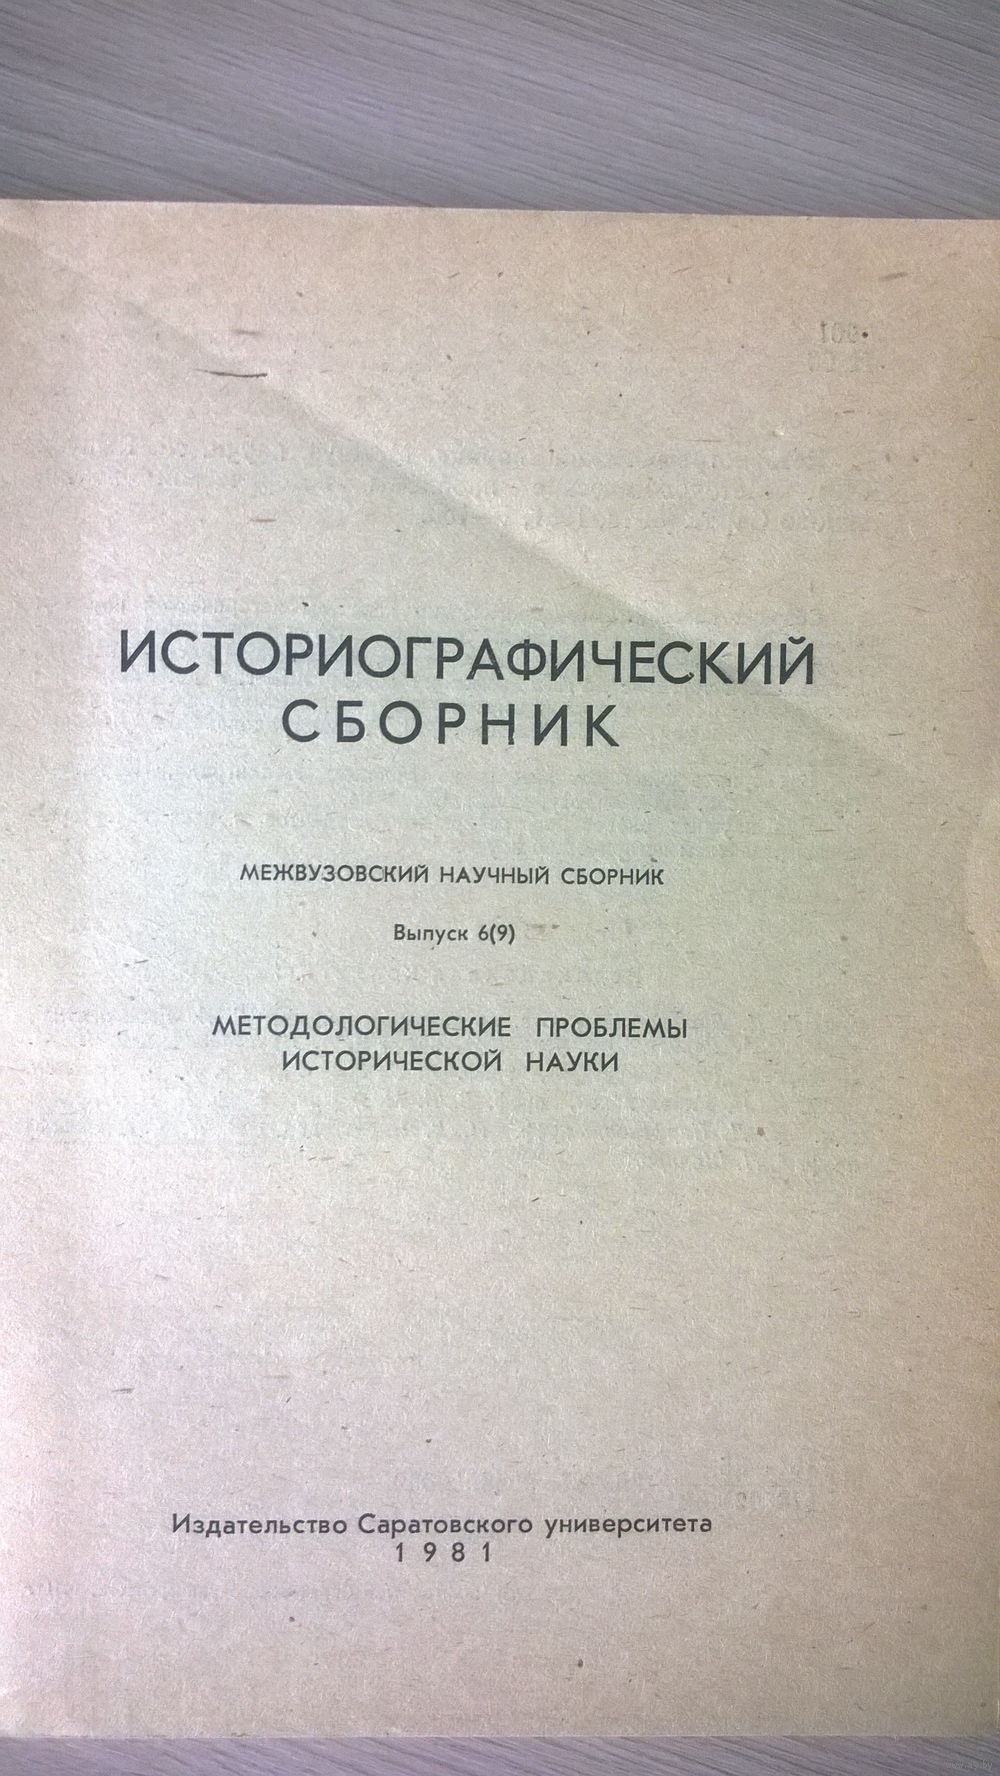 ИСТОРИОГРАФИЧЕСКИЙ
СБОРНИК
МЕЖВУЗОВСКИЙ НАУЧНЫЙ СБОРНИК
Выпуск 6(9)
МЕТОДОЛОГИЧЕСКИЕ ПРОБЛЕМЫ
ИСТОРИЧЕСКОЙ НАУКИ
Издательство Саратовского университета
1981